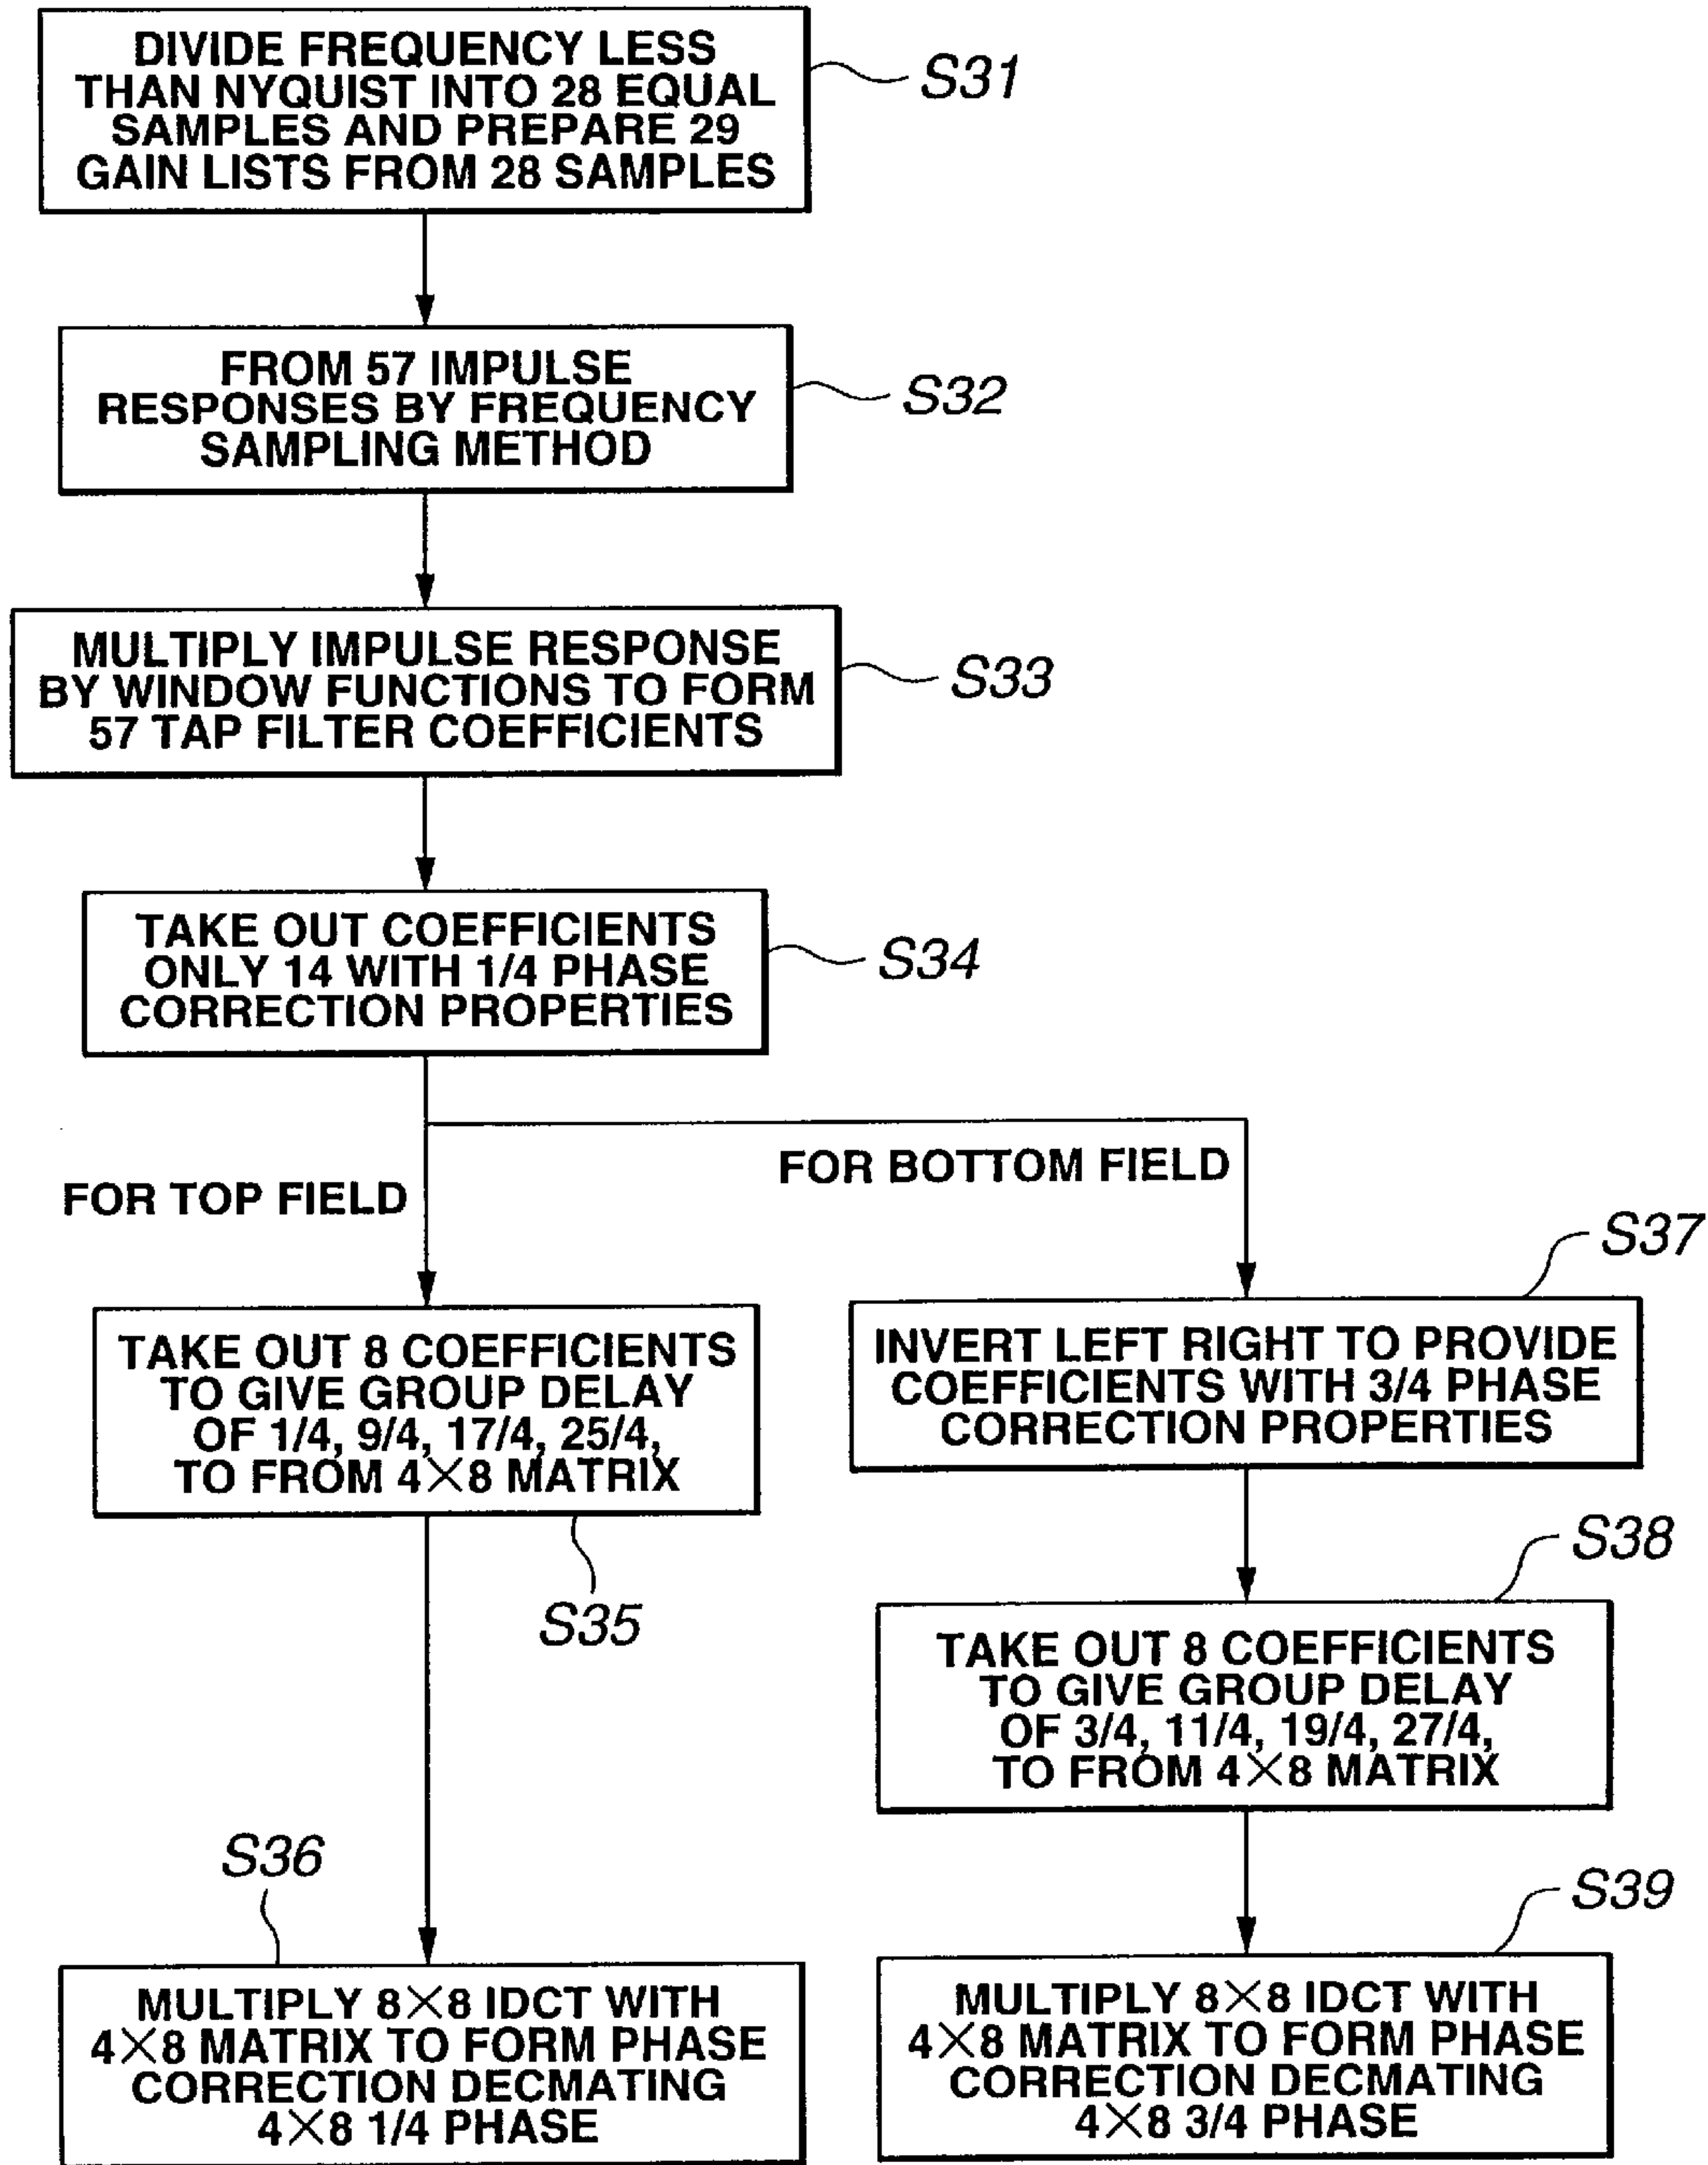 DIVIDE FREQUENCY LESS
THAN NYQUIST INTO 28 EQUAL
SAMPLES AND PREPARE 29
GAIN LISTS FROM 28 SAMPLES
S31
FROM 57 IMPULSE
RESPONSES BY FREQUENCY
SAMPLING METHOD
S32
MULTIPLY IMPULSE RESPONSE
BY WINDOW FUNCTIONS TO FORM
57 TAP FILTER COEFFICIENTS
S33
TAKE OUT COEFFICIENTS
ONLY 14 WITH 1/4 PHASE
CORRECTION PROPERTIES
S34
FOR TOP FIELD
FOR BOTTOM FIELD
TAKE OUT 8 COEFFICIENTS
TO GIVE GROUP DELAY
OF 1/4, 9/4, 17/4, 25/4,
TO FROM 4×8 MATRIX
S35
S36
MULTIPLY 8×8 IDCT WITH
4×8 MATRIX TO FORM PHASE
CORRECTION DECMATING
4×8 1/4 PHASE
S37
INVERT LEFT RIGHT TO PROVIDE
COEFFICIENTS WITH 3/4 PHASE
CORRECTION PROPERTIES
S38
TAKE OUT 8 COEFFICIENTS
TO GIVE GROUP DELAY
OF 3/4, 11/4, 19/4, 27/4,
TO FROM 4×8 MATRIX
S39
MULTIPLY 8×8 IDCT WITH
4×8 MATRIX TO FORM PHASE
CORRECTION DECMATING
4×8 3/4 PHASE